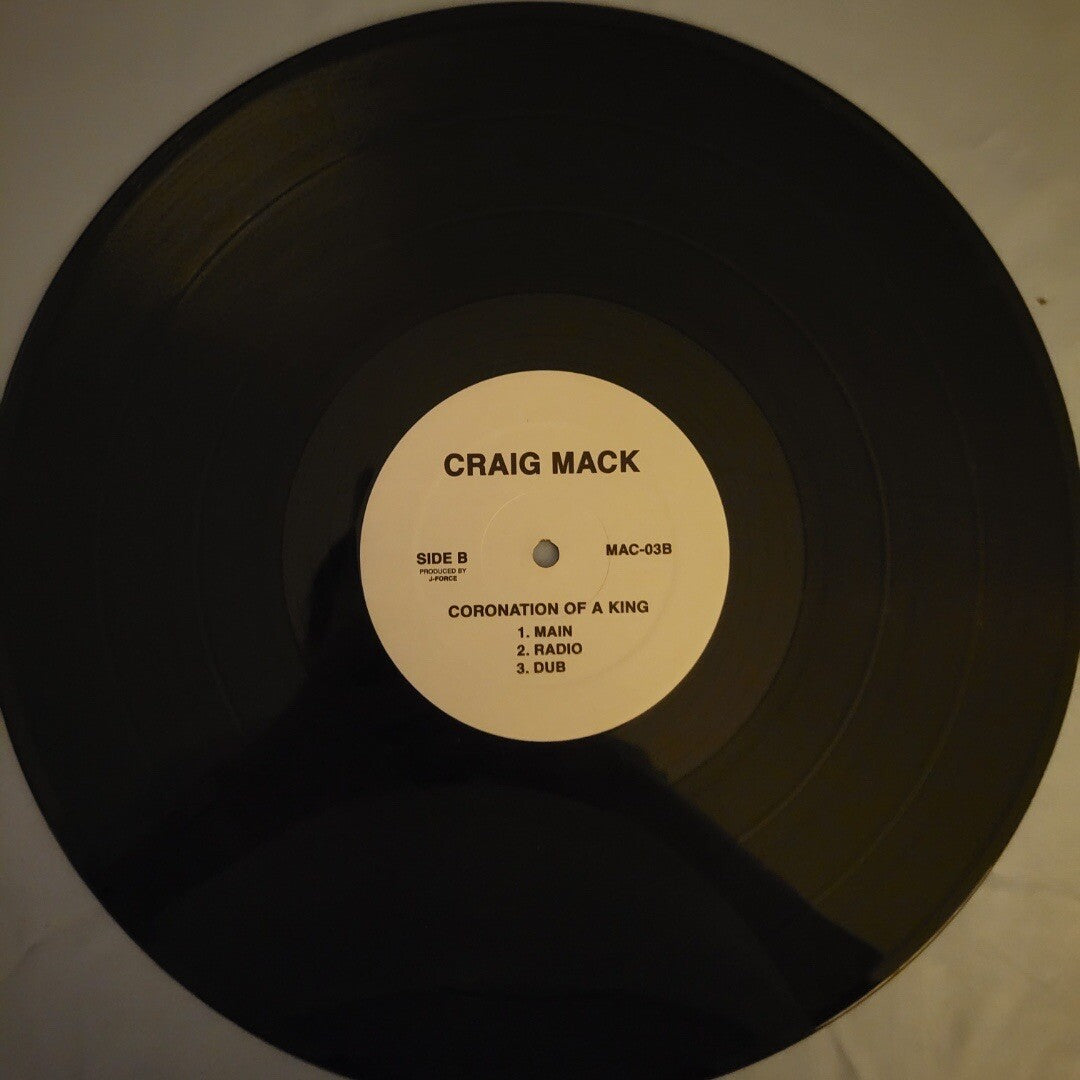 CRAIG MACK
SIDE B
PRODUCED BY
J-FORCE
MAC-03B
CORONATION OF A KING
1. MAIN
2. RADIO
3. DUB